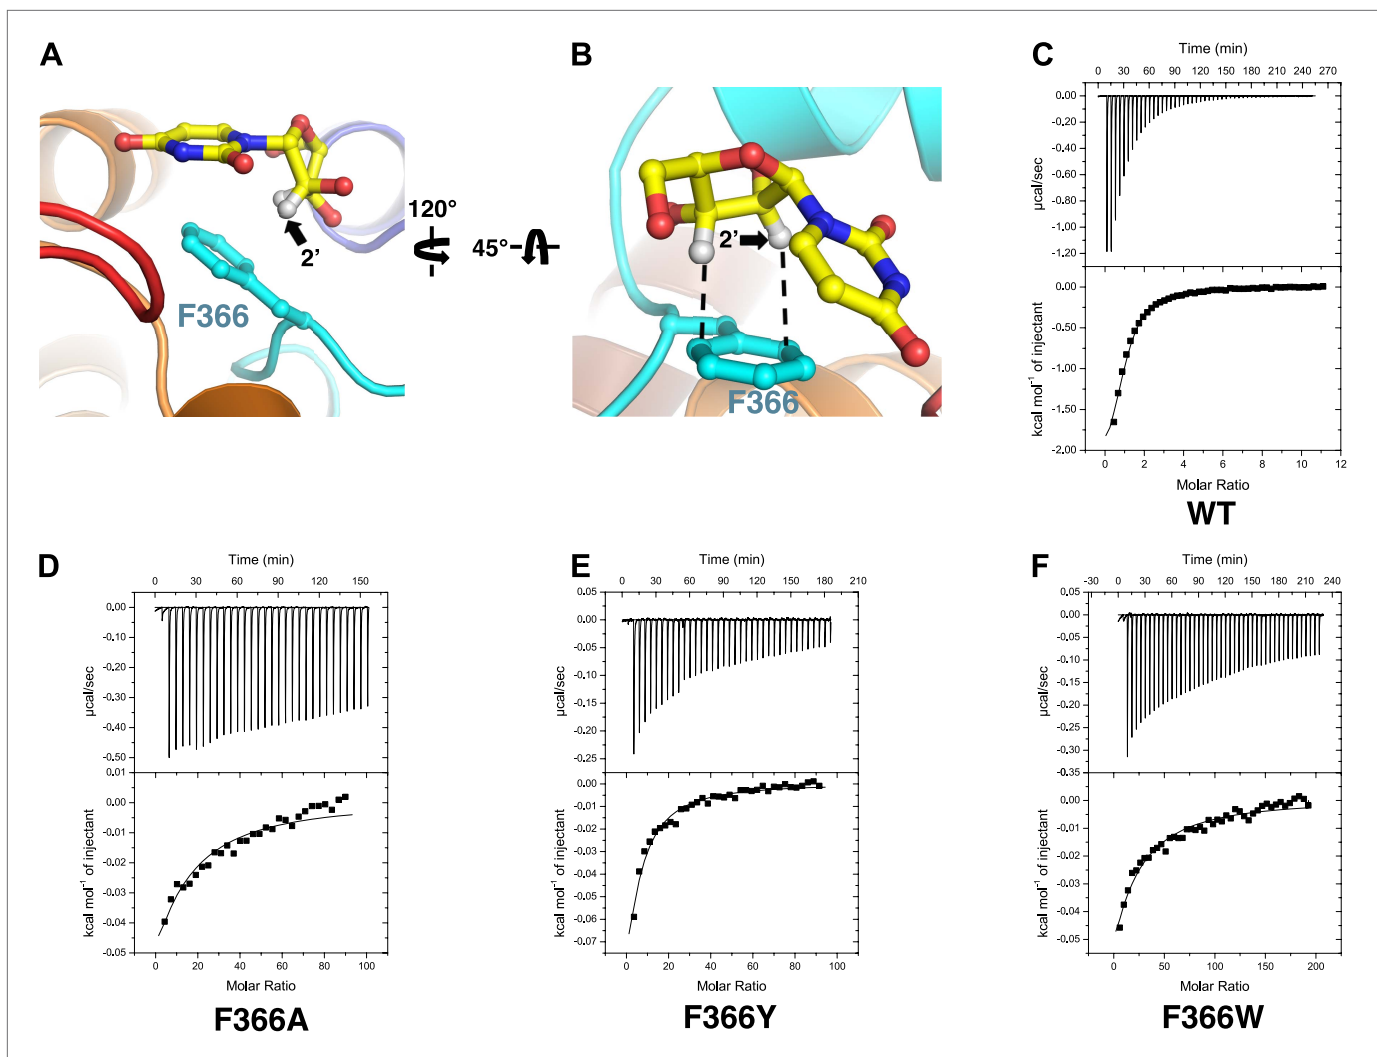 A
2'
F366
120°
45°
B
2'
F366
C
Time (min)
0 30 60 90 120 150 180 210 240 270
0.00
-0.20
-0.40
-0.60
-0.80
-1.00
-1.20
µcal/sec
0.00
-0.50
-1.00
-1.50
-2.00
kcal mol⁻¹ of injectant
0 2 4 6 8 10 12
Molar Ratio
WT
D
Time (min)
0 30 60 90 120 150
0.00
-0.10
-0.20
-0.30
-0.40
-0.50
µcal/sec
0.01
0.00
-0.01
-0.02
-0.03
-0.04
-0.05
kcal mol⁻¹ of injectant
0 20 40 60 80 100
Molar Ratio
F366A
E
Time (min)
0 30 60 90 120 150 180 210
0.00
-0.05
-0.10
-0.15
-0.20
-0.25
µcal/sec
0.00
-0.01
-0.02
-0.03
-0.04
-0.05
-0.06
-0.07
kcal mol⁻¹ of injectant
0 20 40 60 80 100
Molar Ratio
F366Y
F
Time (min)
-30 0 30 60 90 120 150 180 210 240
0.00
-0.05
-0.10
-0.15
-0.20
-0.25
-0.30
-0.35
µcal/sec
0.00
-0.01
-0.02
-0.03
-0.04
-0.05
kcal mol⁻¹ of injectant
0 50 100 150 200
Molar Ratio
F366W